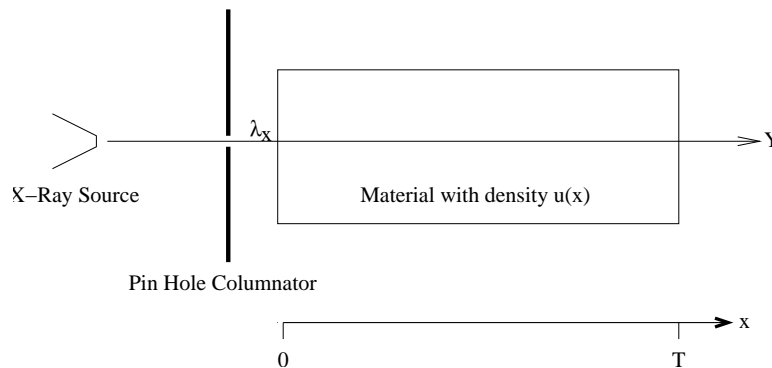 λx
Y
X−Ray Source
Material with density u(x)
Pin Hole Columnator
x
0
T